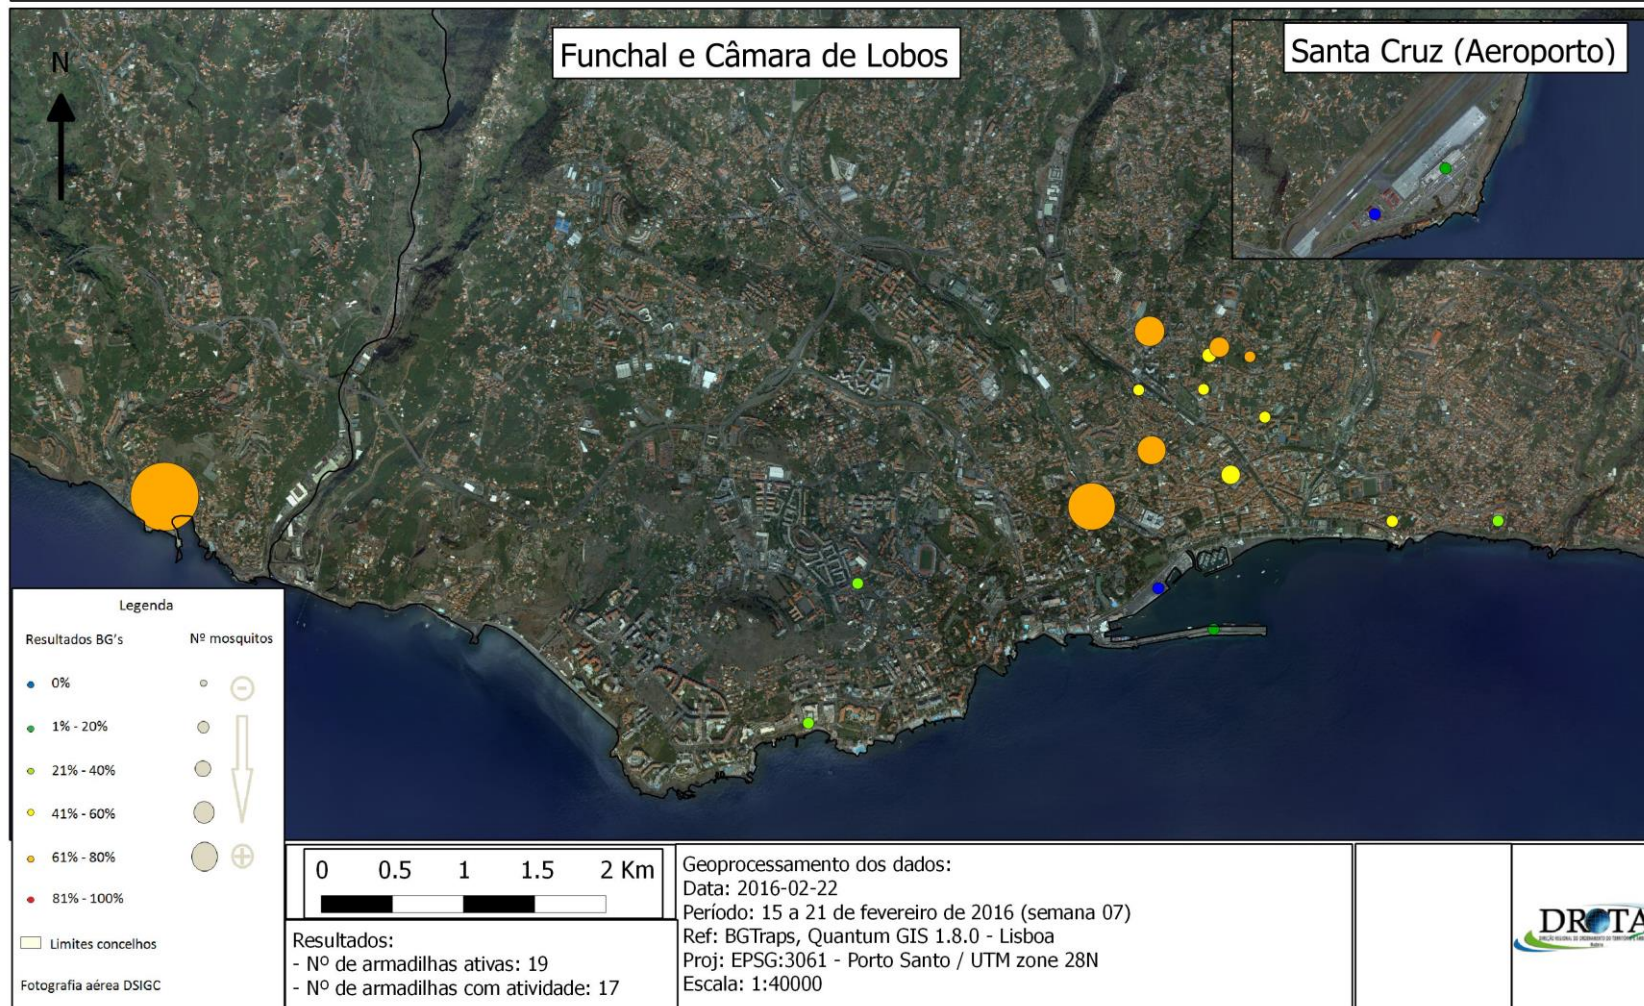 Funchal e Câmara de Lobos
Santa Cruz (Aeroporto)
N
Legenda
Resultados BG's
Nº mosquitos
0%
1% - 20%
21% - 40%
41% - 60%
61% - 80%
81% - 100%
Limites concelhos
Fotografia aérea DSIGC
0 0.5 1 1.5 2 Km
Resultados:
- Nº de armadilhas ativas: 19
- Nº de armadilhas com atividade: 17
Geoprocessamento dos dados:
Data: 2016-02-22
Período: 15 a 21 de fevereiro de 2016 (semana 07)
Ref: BGTraps, Quantum GIS 1.8.0 - Lisboa
Proj: EPSG:3061 - Porto Santo / UTM zone 28N
Escala: 1:40000
DROTA